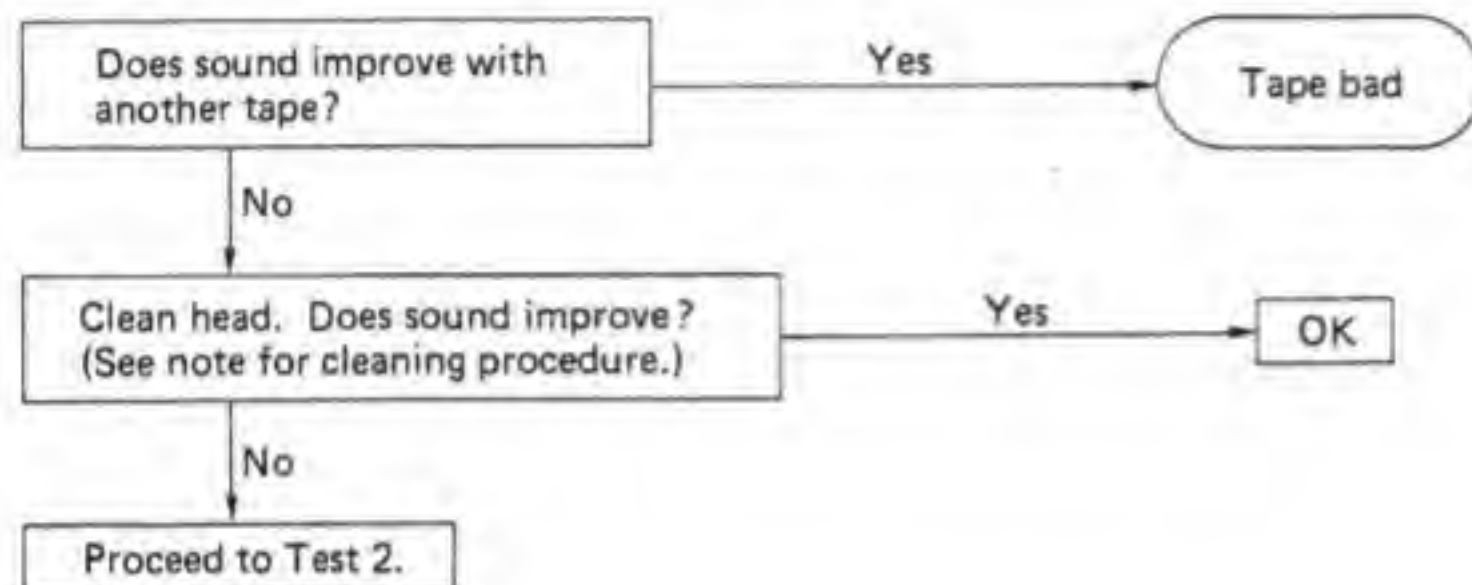 Does sound improve with
another tape?
Yes
Tape bad
No
Clean head. Does sound improve?
(See note for cleaning procedure.)
Yes
OK
No
Proceed to Test 2.